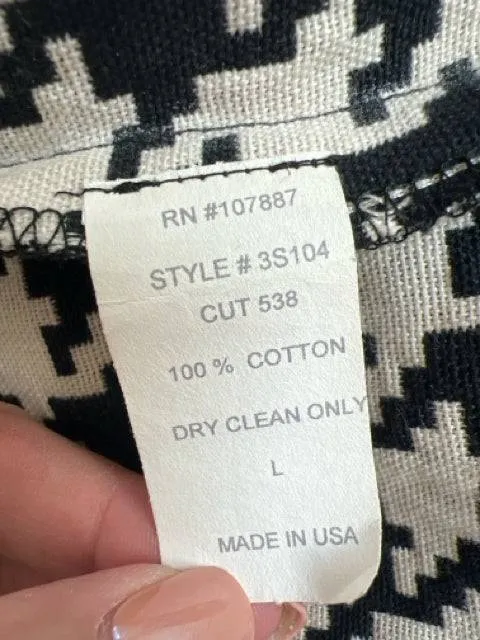 RN #107887
STYLE # 3S104
CUT 538
100 % COTTON
DRY CLEAN ONLY
L
MADE IN USA